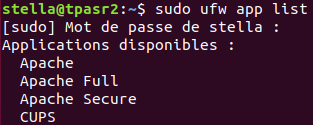 stella@tpasr2:~$ sudo ufw app list
[sudo] Mot de passe de stella :
Applications disponibles :
  Apache
  Apache Full
  Apache Secure
  CUPS